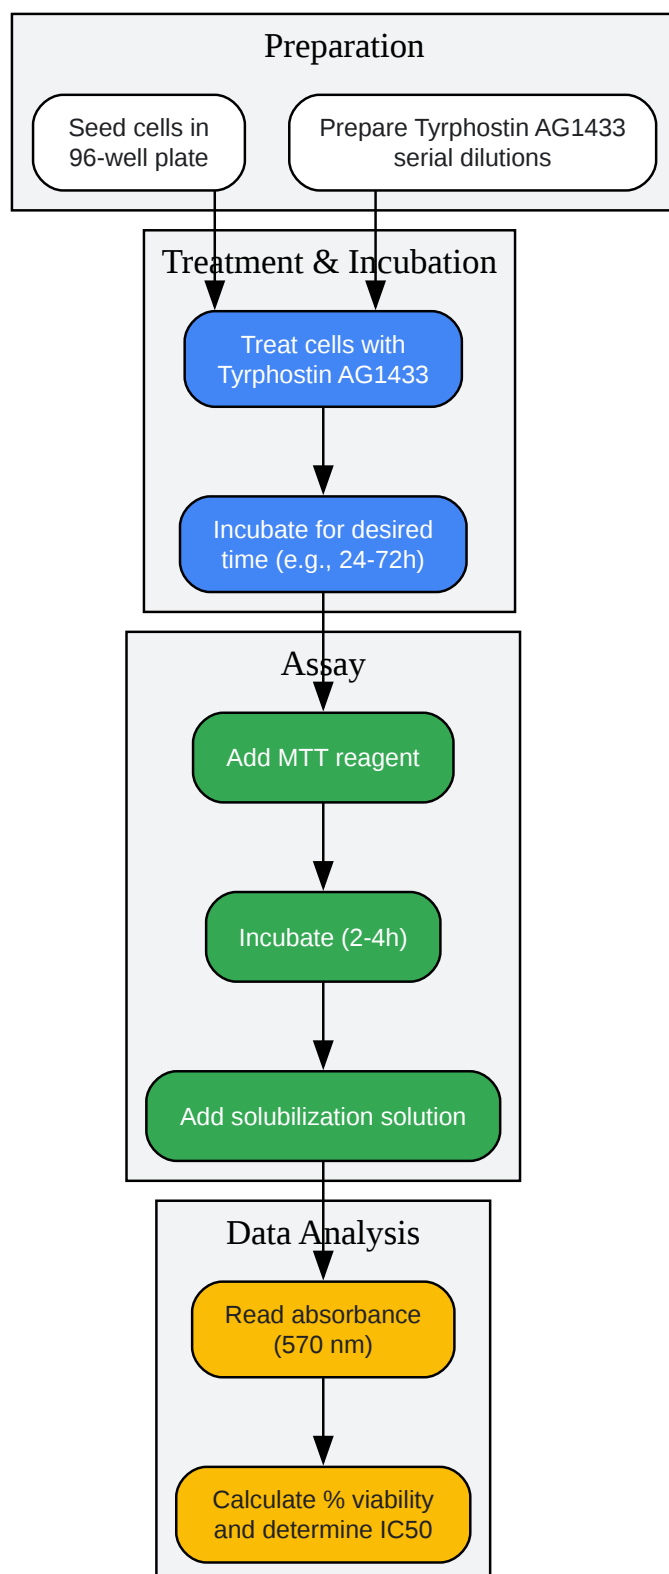 Preparation
Seed cells in
96-well plate
Prepare Tyrphostin AG1433
serial dilutions
Treatment & Incubation
Treat cells with
Tyrphostin AG1433
Incubate for desired
time (e.g., 24-72h)
Assay
Add MTT reagent
Incubate (2-4h)
Add solubilization solution
Data Analysis
Read absorbance
(570 nm)
Calculate % viability
and determine IC50